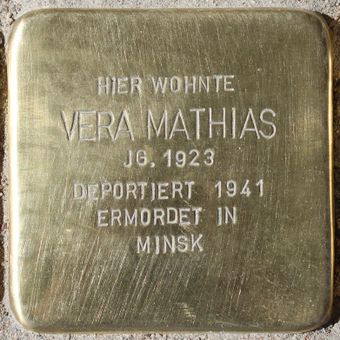 HIER WOHNTE
VERA MATHIAS
JG. 1923
DEPORTIERT 1941
ERMORDET IN
MINSK